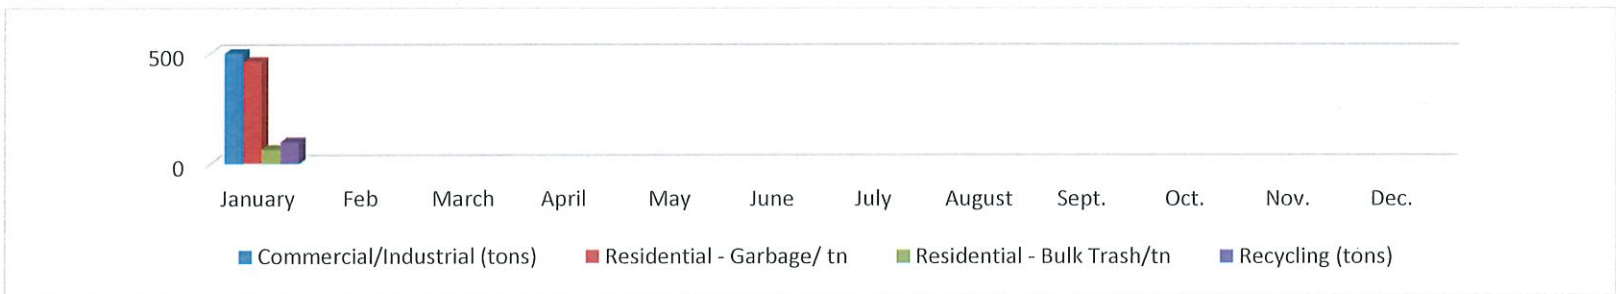 500
0
January Feb March April May June July August Sept. Oct. Nov. Dec.
Commercial/Industrial (tons) Residential - Garbage/ tn Residential - Bulk Trash/tn Recycling (tons)